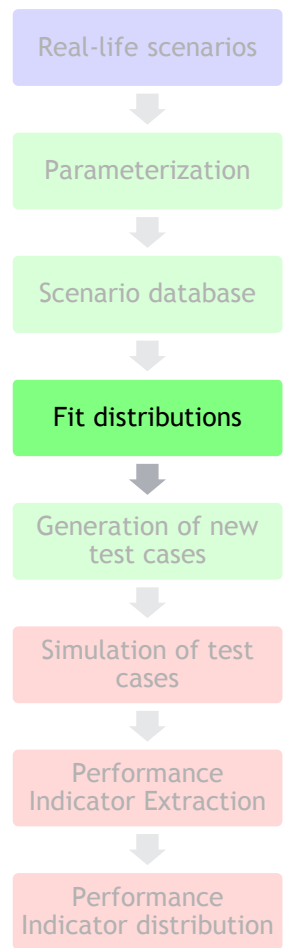 Real-life scenarios
Parameterization
Scenario database
Fit distributions
Generation of new
test cases
Simulation of test
cases
Performance
Indicator Extraction
Performance
Indicator distribution